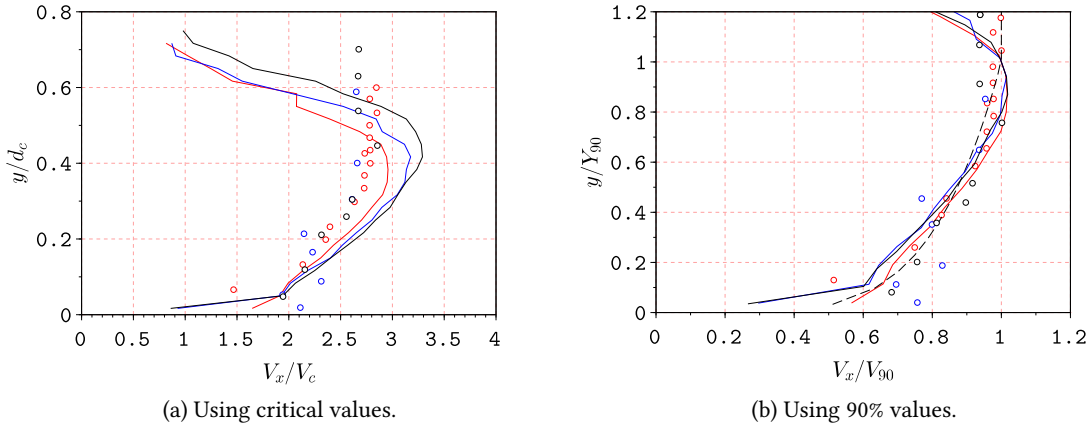 0.8
0.6
0.4
0.2
0
y/d_c
0 0.5 1 1.5 2 2.5 3 3.5 4
V_x/V_c
(a) Using critical values.
1.2
1
0.8
0.6
0.4
0.2
0
y/Y_90
0 0.2 0.4 0.6 0.8 1 1.2
V_x/V_90
(b) Using 90% values.